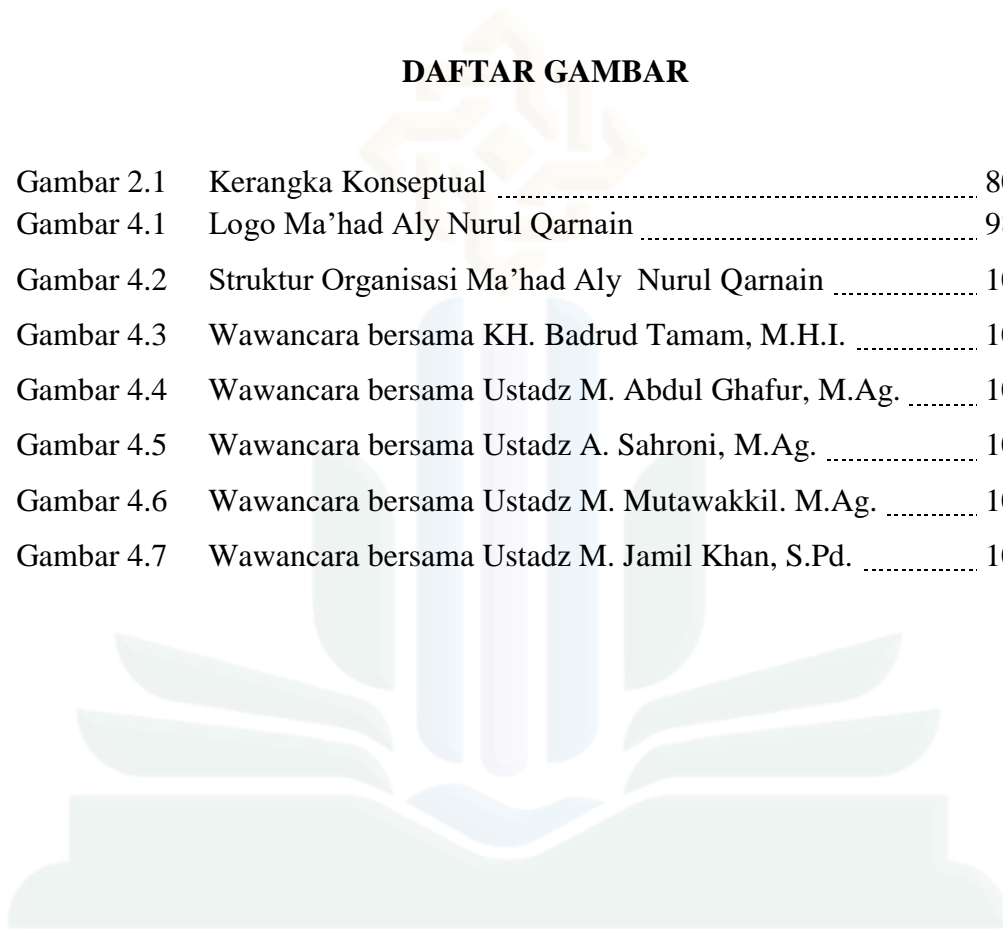 DAFTAR GAMBAR
Gambar 2.1 Kerangka Konseptual
Gambar 4.1 Logo Ma’had Aly Nurul Qarnain
Gambar 4.2 Struktur Organisasi Ma’had Aly Nurul Qarnain
Gambar 4.3 Wawancara bersama KH. Badrud Tamam, M.H.I.
Gambar 4.4 Wawancara bersama Ustadz M. Abdul Ghafur, M.Ag.
Gambar 4.5 Wawancara bersama Ustadz A. Sahroni, M.Ag.
Gambar 4.6 Wawancara bersama Ustadz M. Mutawakkil. M.Ag.
Gambar 4.7 Wawancara bersama Ustadz M. Jamil Khan, S.Pd.